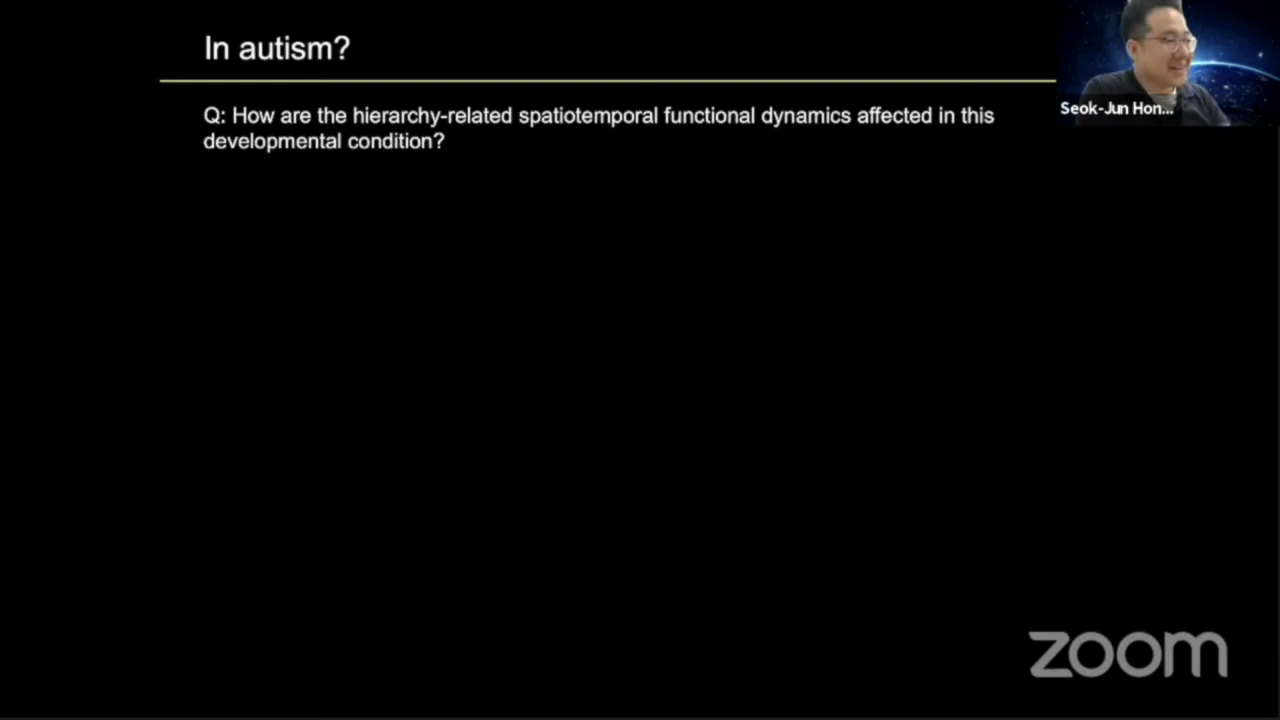 In autism?
Q: How are the hierarchy-related spatiotemporal functional dynamics affected in this
developmental condition?
Seok-Jun Hon...
zoom